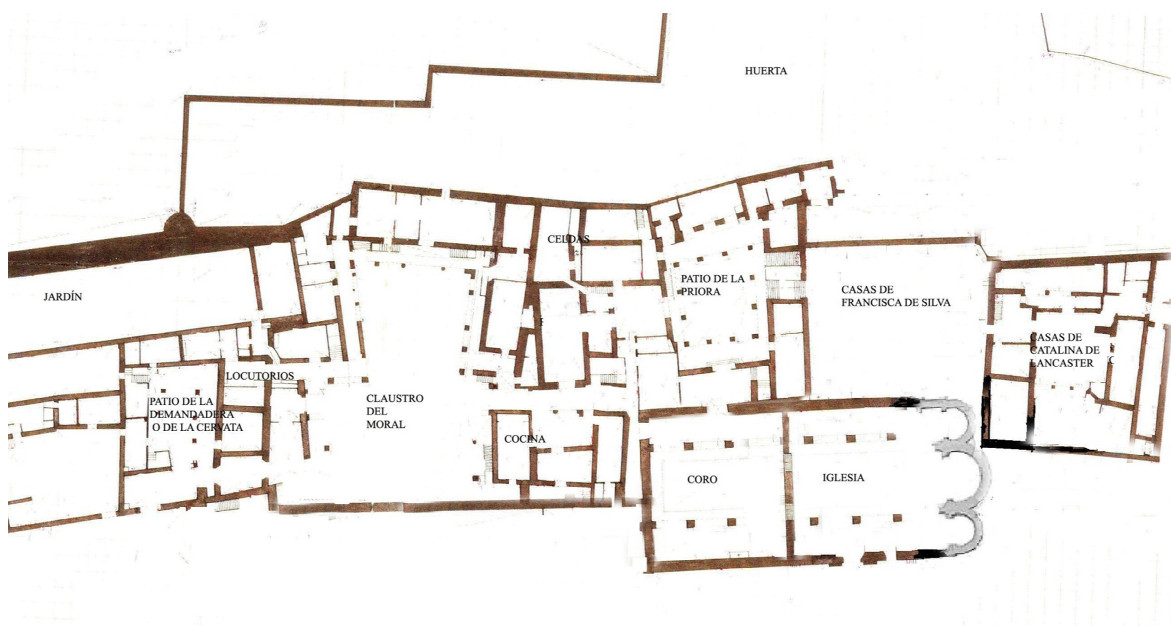 HUERTA
CELDAS
PATIO DE LA
PRIORA
CASAS DE
FRANCISCA DE SILVA
JARDÍN
CASAS DE
CATALINA DE
LANCASTER
LOCUTORIOS
PATIO DE LA
DEMANDADERA
O DE LA CERVATA
CLAUSTRO
DEL
MORAL
COCINA
CORO
IGLESIA